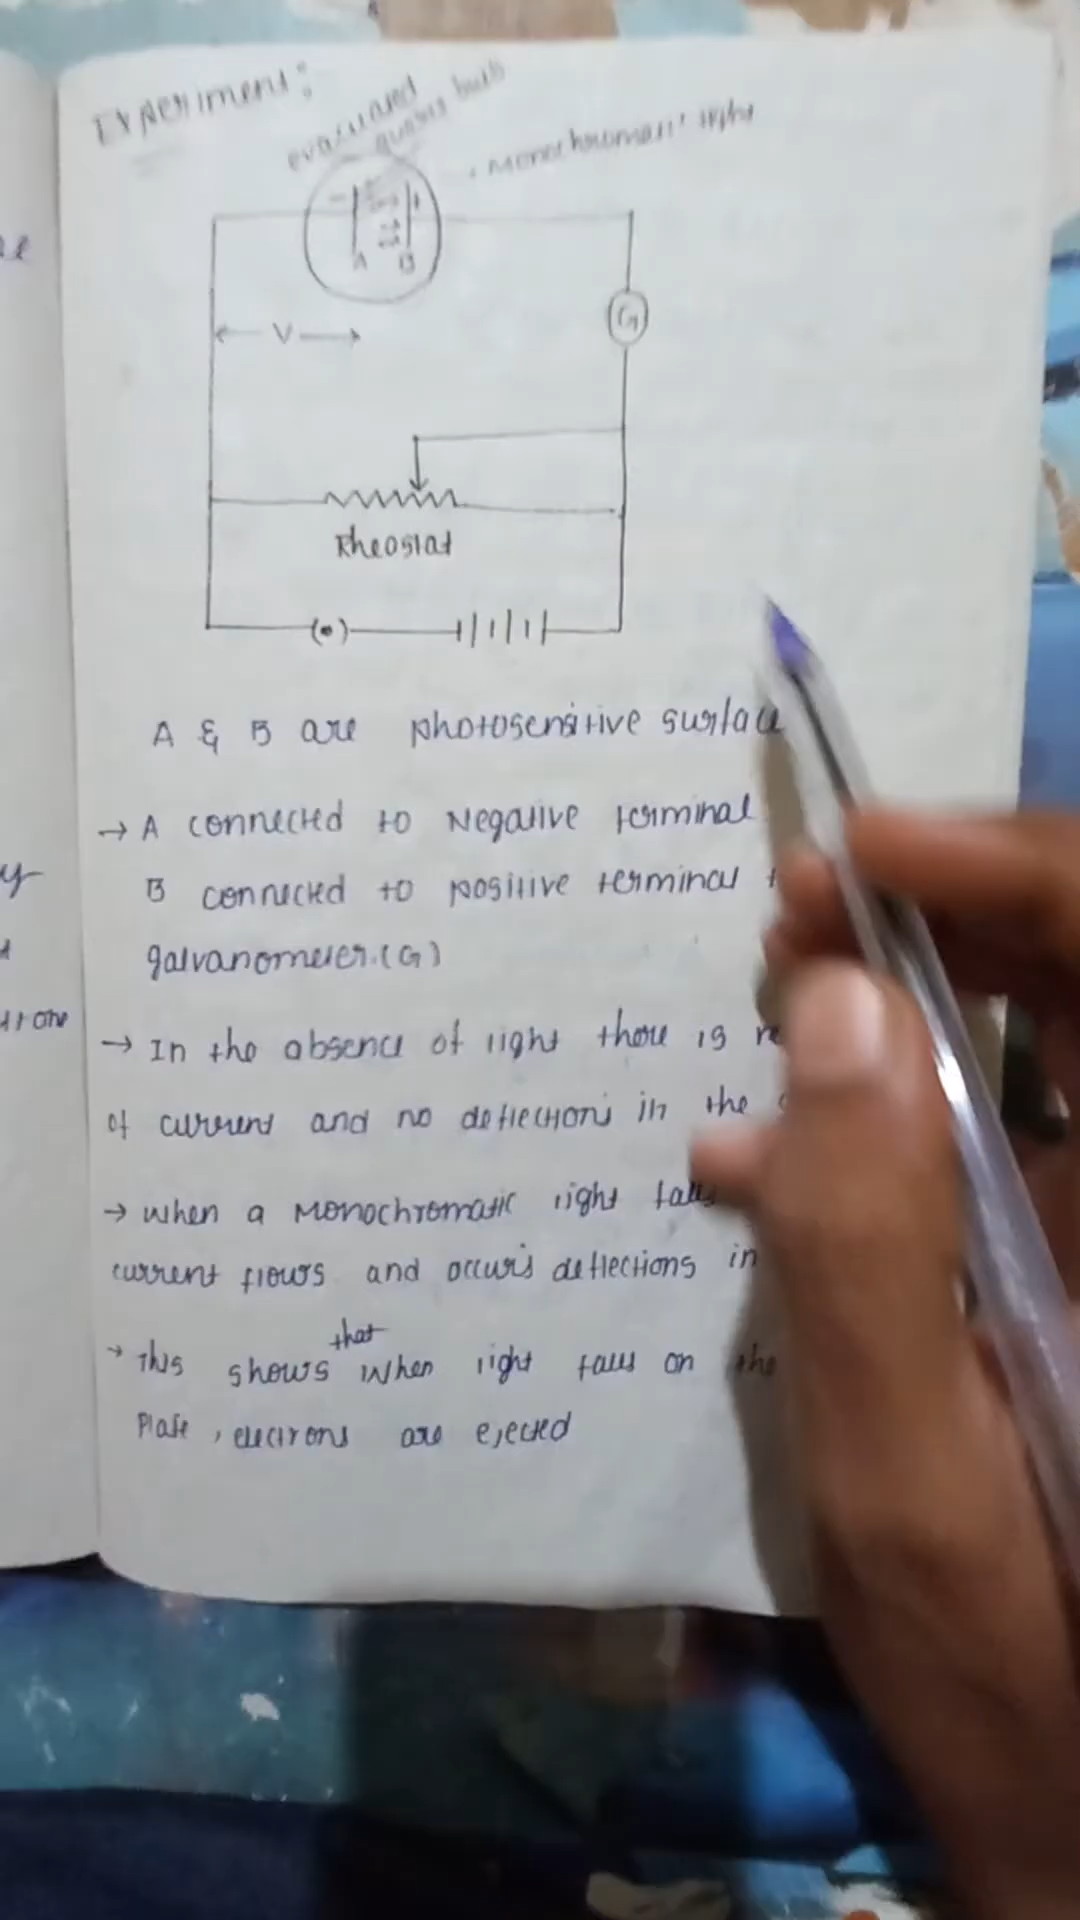 Experiment:
evacuated
quartz bulb
monochromatic light
- +
A B
V
G
Rheostat
(•)
A & B are photosensitive surface
→ A connected to Negative terminal
B connected to positive terminal
galvanometer.(G)
→ In the absence of light there is
of current and no deflections in the
→ when a Monochromatic light falls
current flows and occurs deflections in
that
→ This shows When light falls on the
Plate, electrons are ejected
y